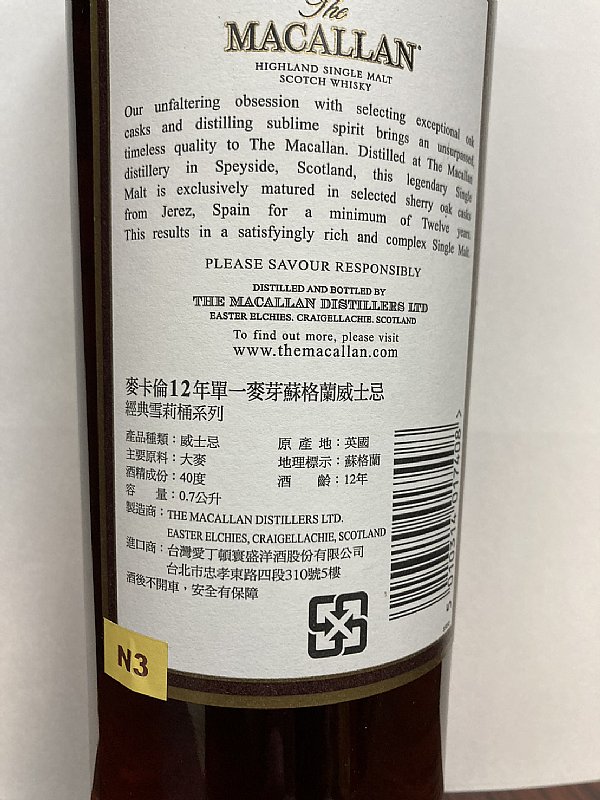 The
MACALLAN
HIGHLAND SINGLE MALT
SCOTCH WHISKY
Our unfaltering obsession with selecting exceptional oak
casks and distilling sublime spirit brings an unsurpassed,
timeless quality to The Macallan. Distilled at The Macallan
distillery in Speyside, Scotland, this legendary Single
Malt is exclusively matured in selected sherry oak casks
from Jerez, Spain for a minimum of Twelve years.
This results in a satisfyingly rich and complex Single Malt.
PLEASE SAVOUR RESPONSIBLY
DISTILLED AND BOTTLED BY
THE MACALLAN DISTILLERS LTD
EASTER ELCHIES, CRAIGELLACHIE, SCOTLAND
To find out more, please visit
www.themacallan.com
麥卡倫12年單一麥芽蘇格蘭威士忌
經典雪莉桶系列
產品種類：威士忌 原產地：英國
主要原料：大麥 地理標示：蘇格蘭
酒精成份：40度 酒齡：12年
容量：0.7公升
製造商：THE MACALLAN DISTILLERS LTD.
EASTER ELCHIES, CRAIGELLACHIE, SCOTLAND
進口商：台灣愛丁頓寰盛洋酒股份有限公司
台北市忠孝東路四段310號5樓
酒後不開車，安全有保障
N3